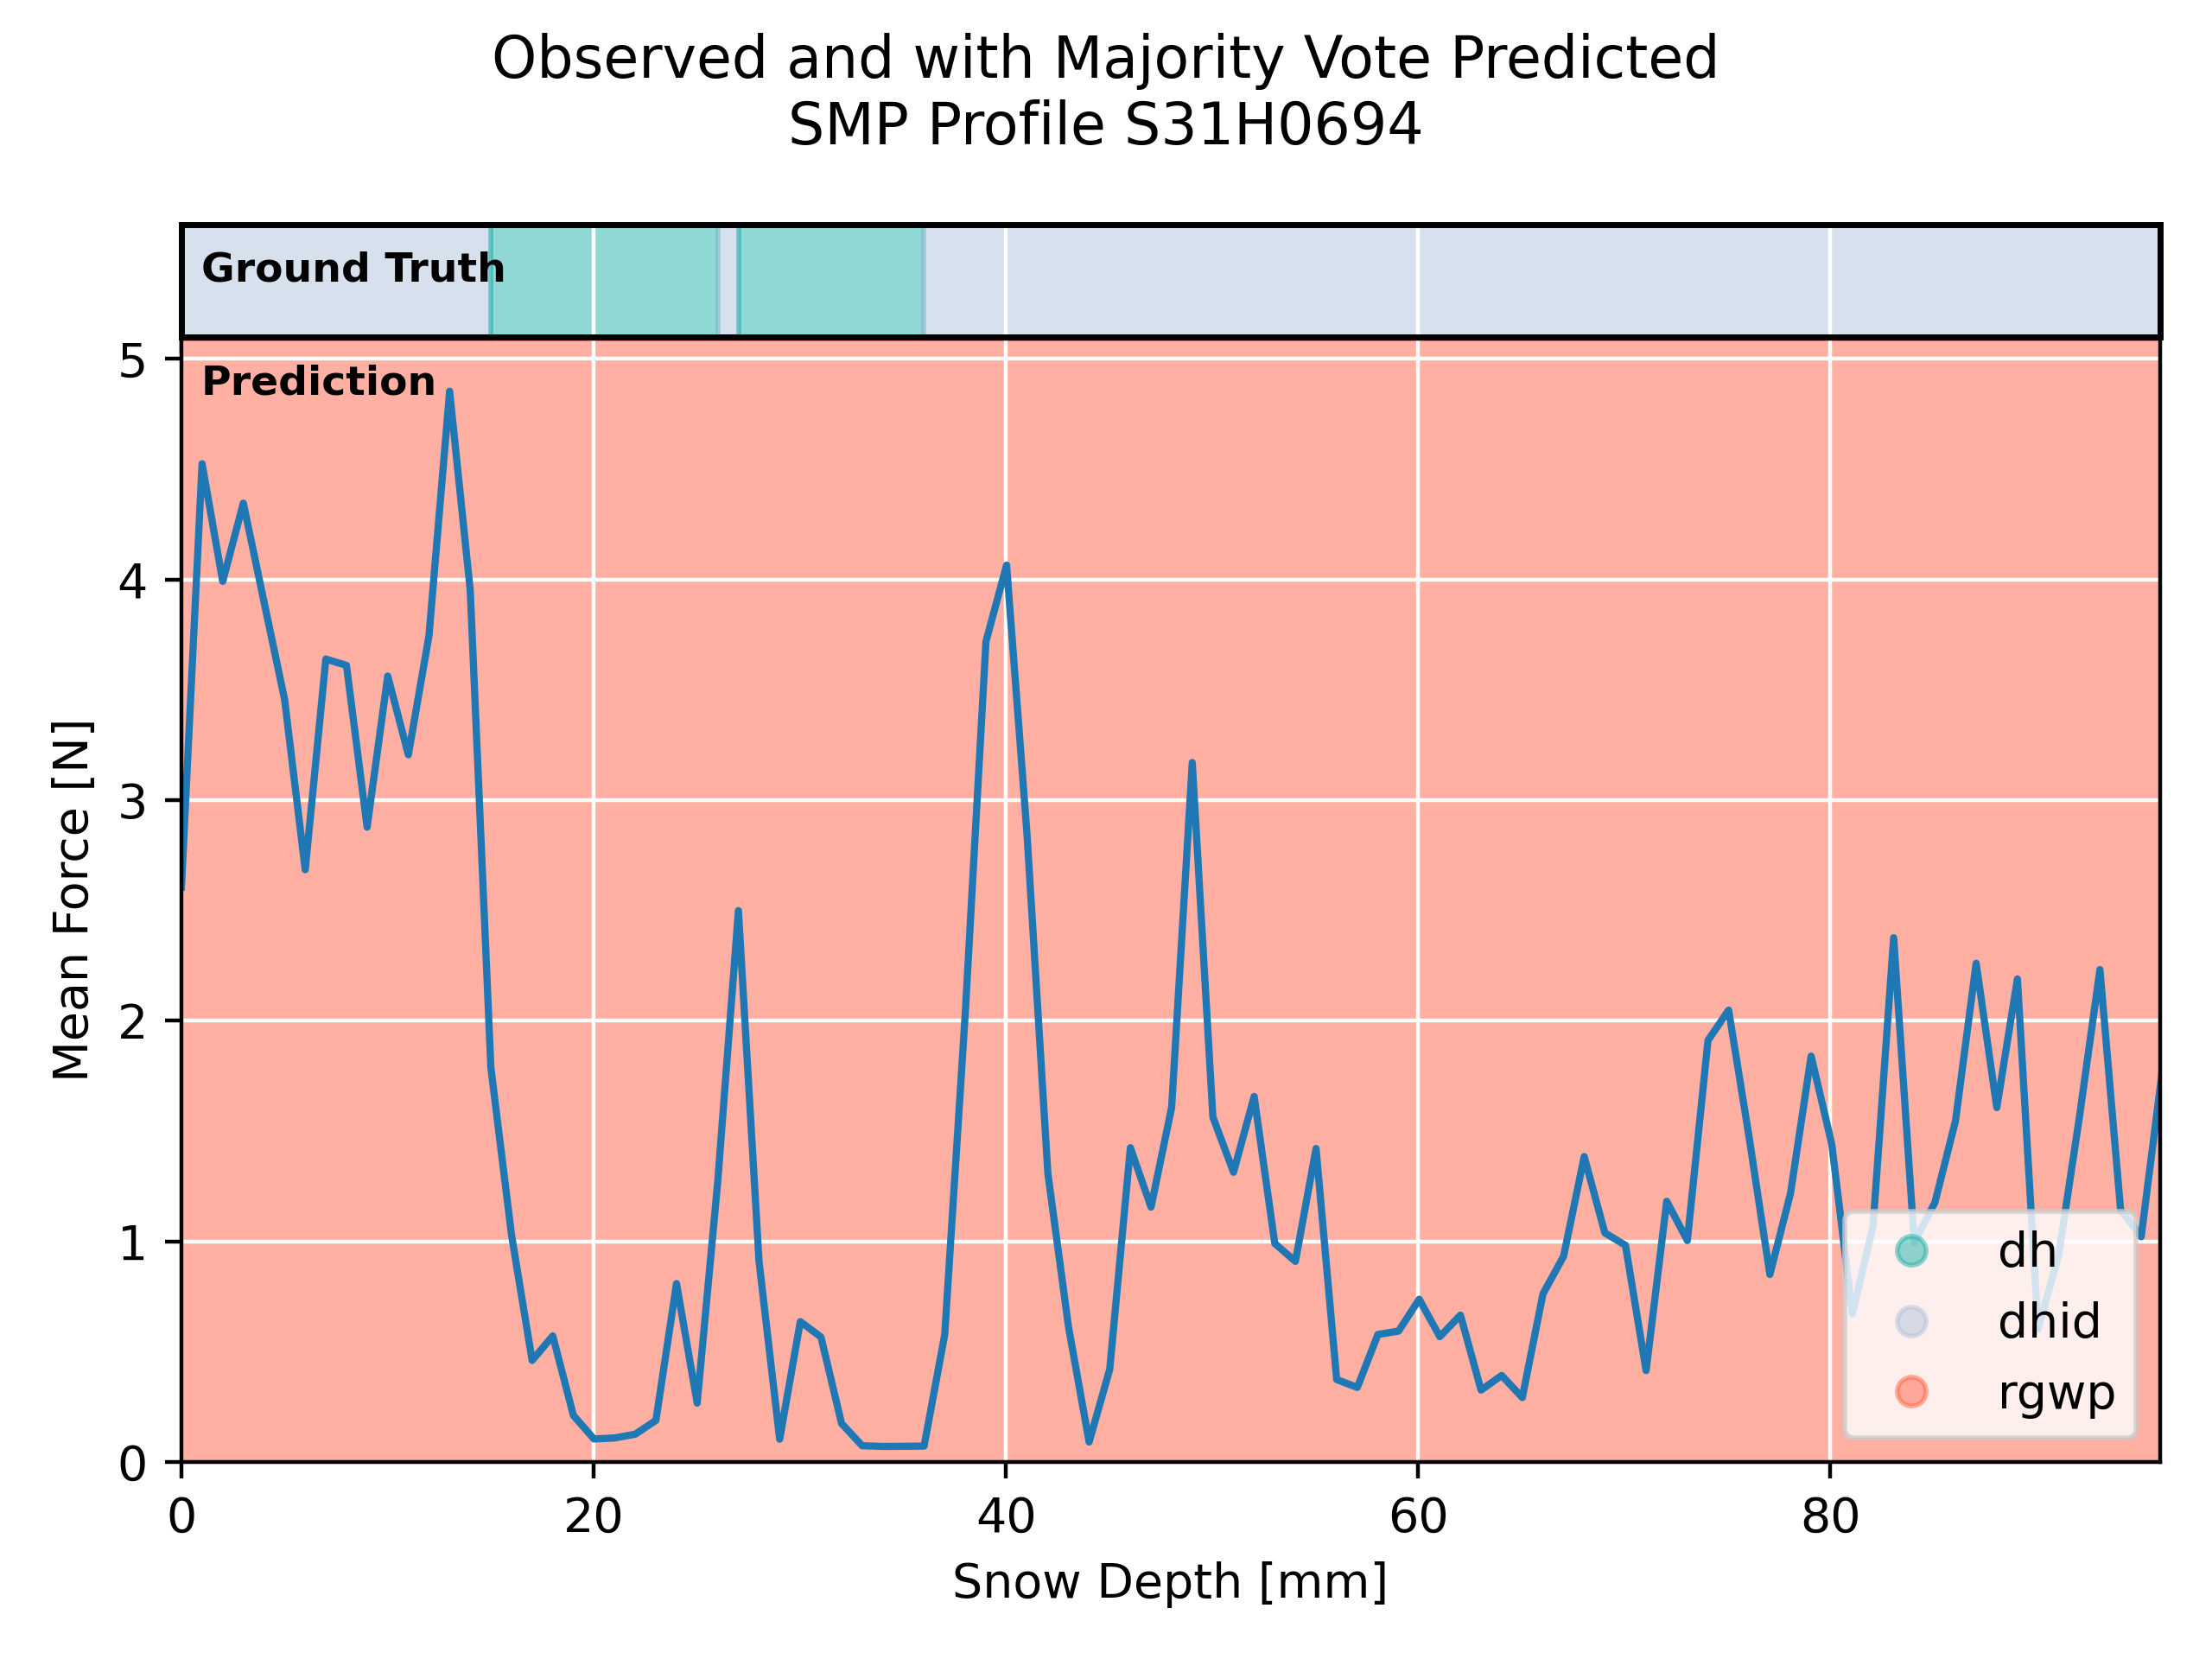 Observed and with Majority Vote Predicted
SMP Profile S31H0694
Ground Truth
Prediction
5
4
3
2
1
0
Mean Force [N]
dh
dhid
rgwp
0 20 40 60 80
Snow Depth [mm]